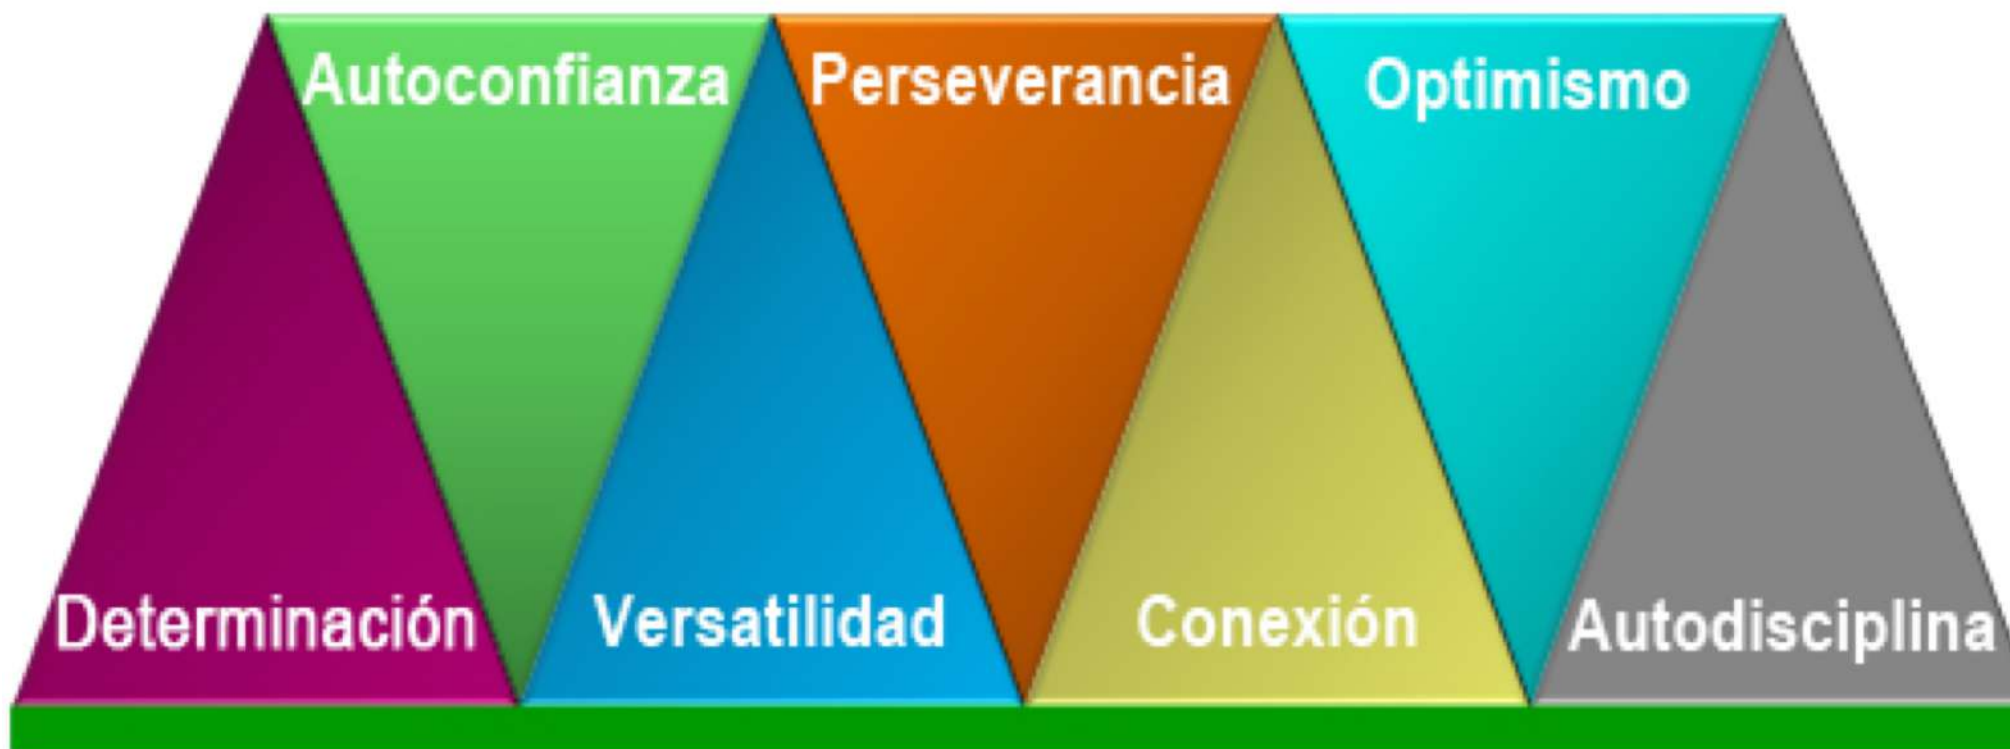 Autoconfianza
Perseverancia
Optimismo
Determinación
Versatilidad
Conexión
Autodisciplina